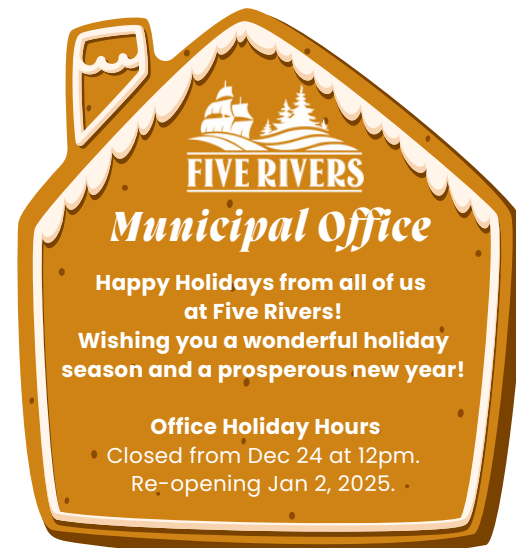 FIVE RIVERS
Municipal Office
Happy Holidays from all of us
at Five Rivers!
Wishing you a wonderful holiday
season and a prosperous new year!
Office Holiday Hours
Closed from Dec 24 at 12pm.
Re-opening Jan 2, 2025.